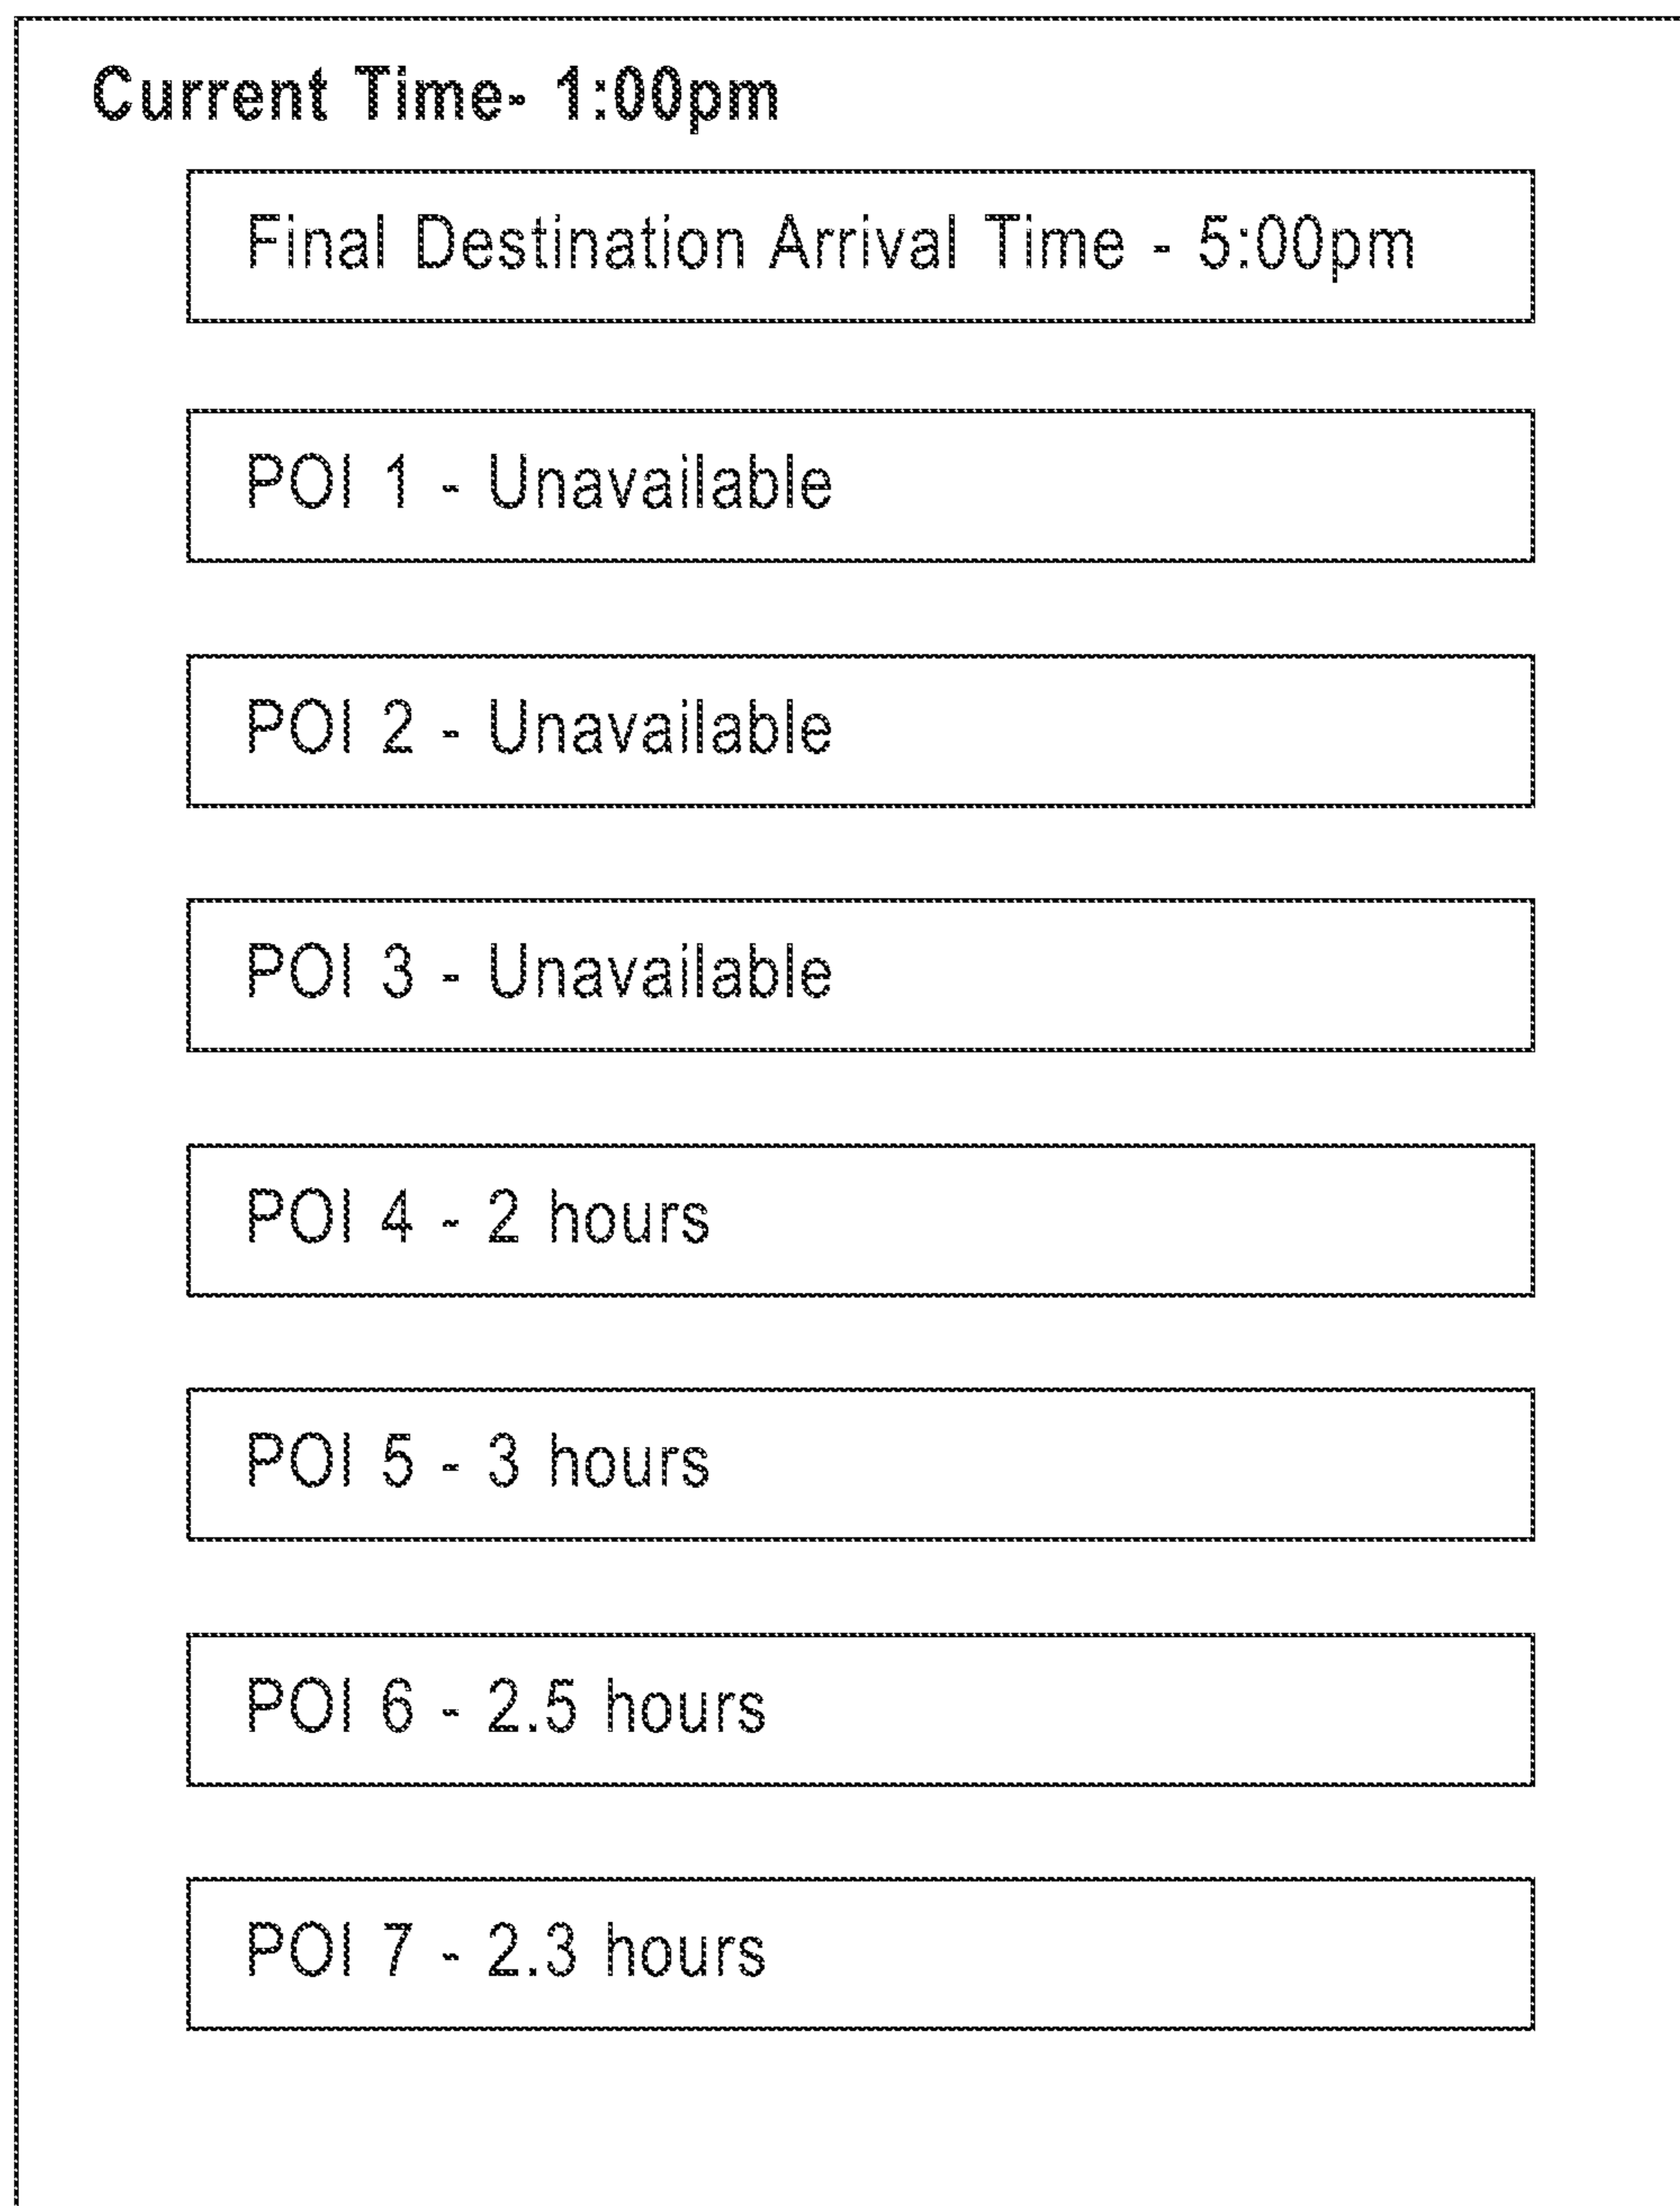 Current Time- 1:00pm
Final Destination Arrival Time - 5:00pm
POI 1 - Unavailable
POI 2 - Unavailable
POI 3 - Unavailable
POI 4 - 2 hours
POI 5 - 3 hours
POI 6 - 2.5 hours
POI 7 - 2.3 hours